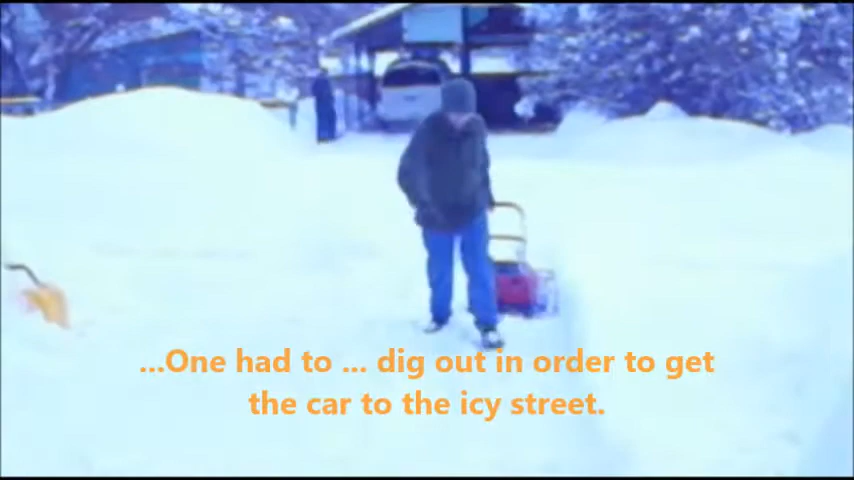 ...One had to ... dig out in order to get
the car to the icy street.